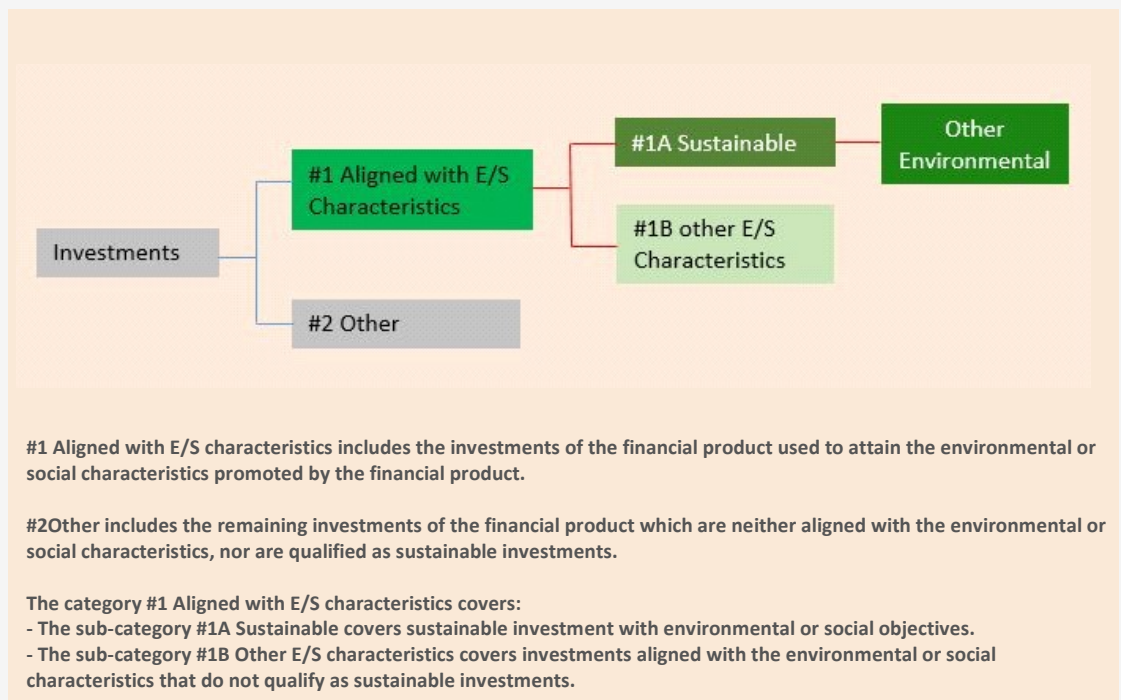 Investments
#1 Aligned with E/S
Characteristics
#2 Other
#1A Sustainable
#1B other E/S
Characteristics
Other
Environmental
#1 Aligned with E/S characteristics includes the investments of the financial product used to attain the environmental or
social characteristics promoted by the financial product.
#2Other includes the remaining investments of the financial product which are neither aligned with the environmental or
social characteristics, nor are qualified as sustainable investments.
The category #1 Aligned with E/S characteristics covers:
- The sub-category #1A Sustainable covers sustainable investment with environmental or social objectives.
- The sub-category #1B Other E/S characteristics covers investments aligned with the environmental or social
characteristics that do not qualify as sustainable investments.